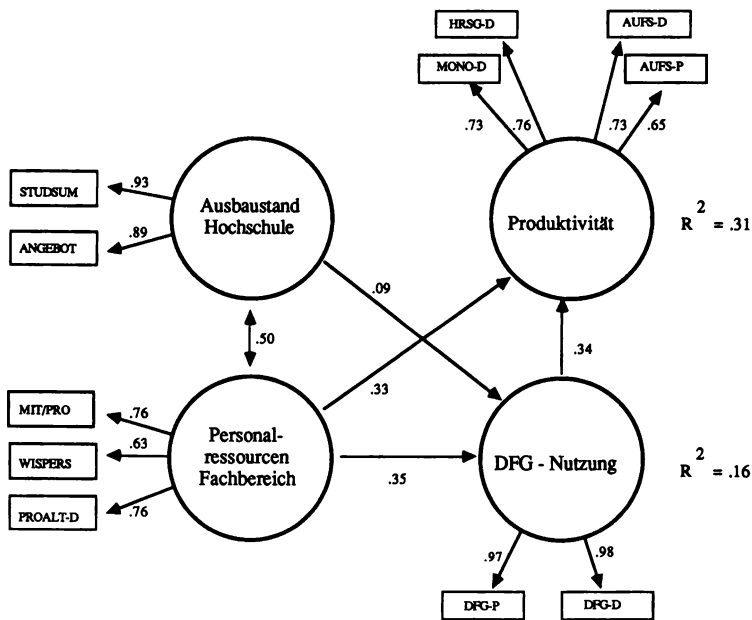 HRSG-D
AUFS-D
MONO-D
AUFS-P
.73
.76
.73
.65
STUDSUM
.93
ANGEBOT
.89
Ausbaustand
Hochschule
Produktivität
R² = .31
.09
.50
.33
.34
MIT/PRO
.76
WISPERS
.63
PROALT-D
.76
Personal-
ressourcen
Fachbereich
.35
DFG - Nutzung
R² = .16
.97
.98
DFG-P
DFG-D